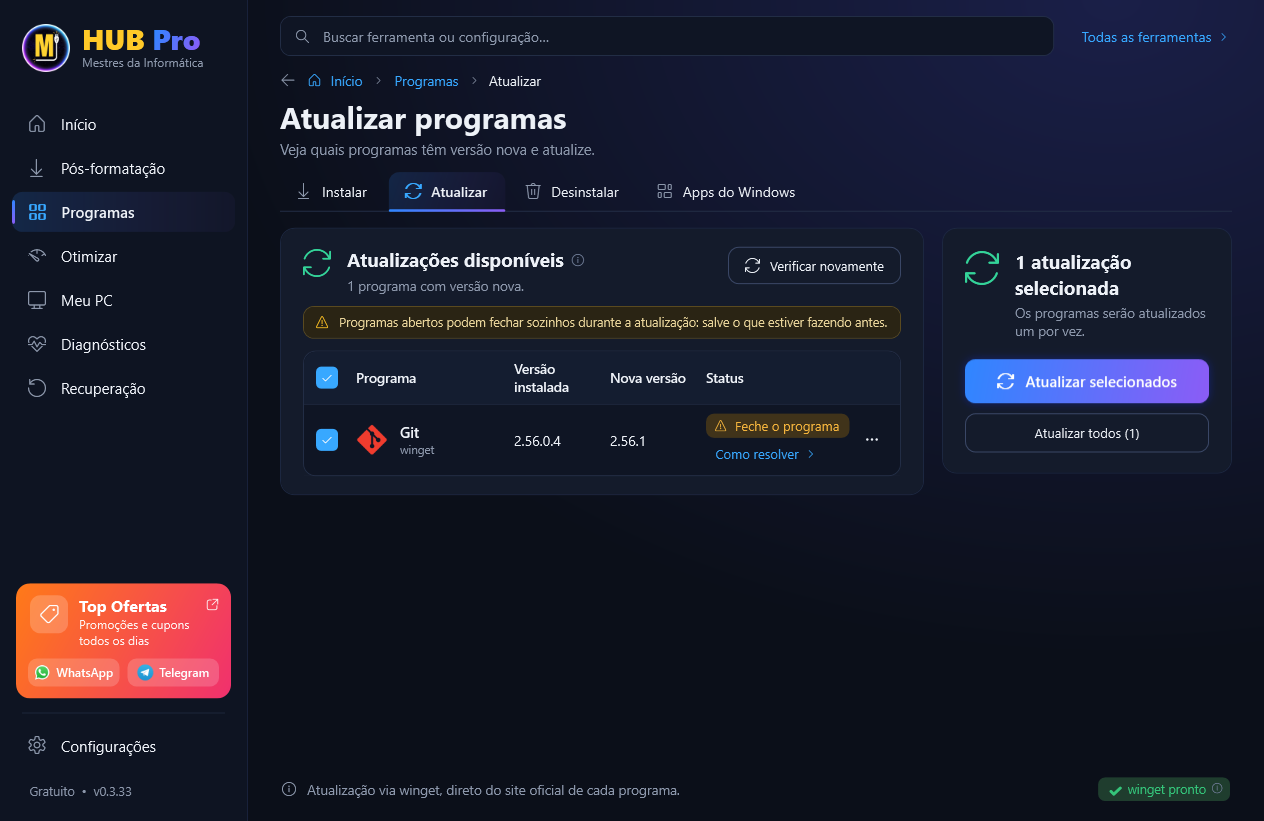 HUB Pro
Mestres da Informática
Início
Pós-formatação
Programas
Otimizar
Meu PC
Diagnósticos
Recuperação
Top Ofertas
Promoções e cupons
todos os dias
WhatsApp
Telegram
Configurações
Gratuito • v0.3.33
Buscar ferramenta ou configuração...
Todas as ferramentas
Início
Programas
Atualizar
Atualizar programas
Veja quais programas têm versão nova e atualize.
Instalar
Atualizar
Desinstalar
Apps do Windows
Atualizações disponíveis
1 programa com versão nova.
Verificar novamente
Programas abertos podem fechar sozinhos durante a atualização: salve o que estiver fazendo antes.
Programa
Versão
instalada
Nova versão
Status
Git
winget
2.56.0.4
2.56.1
Feche o programa
Como resolver
1 atualização
selecionada
Os programas serão atualizados
um por vez.
Atualizar selecionados
Atualizar todos (1)
Atualização via winget, direto do site oficial de cada programa.
winget pronto